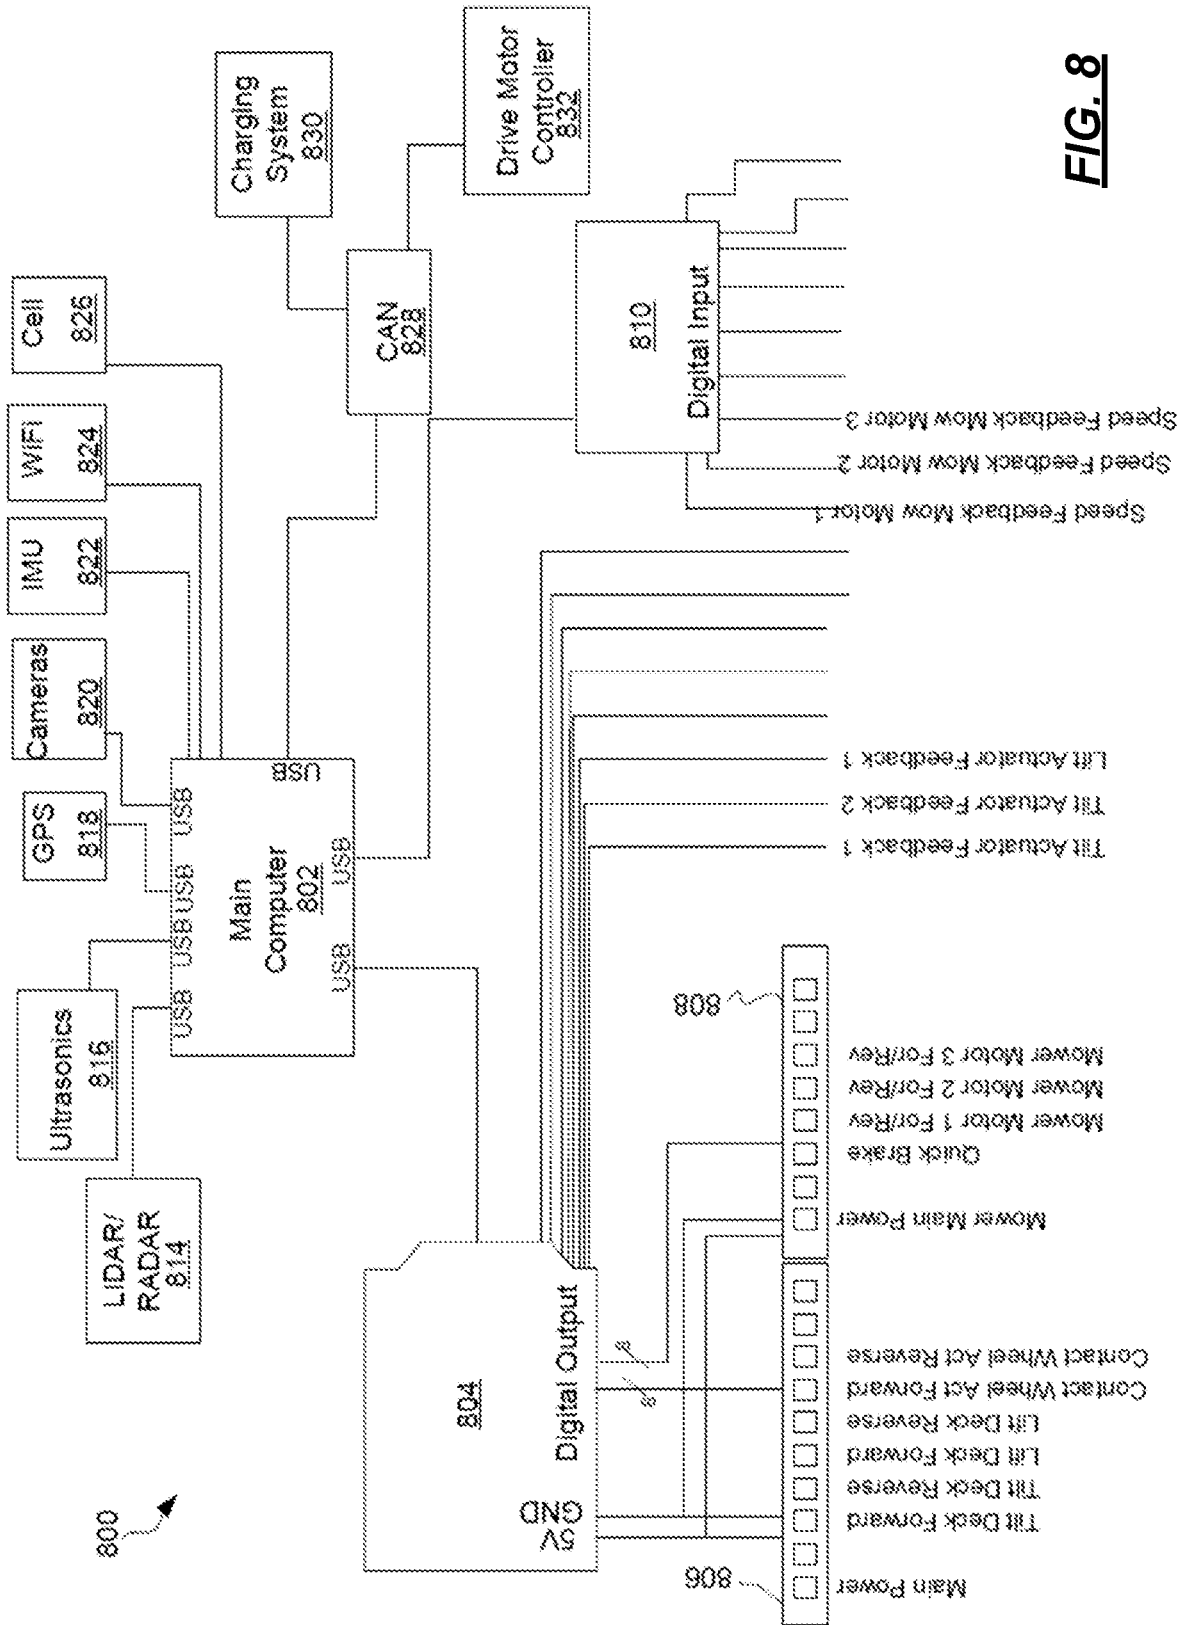 FIG. 8
800
LIDAR/
RADAR
814
Ultrasonics
816
GPS
818
Cameras
820
IMU
822
WiFi
824
Cell
826
Charging
System
830
Drive Motor
Controller
832
CAN
828
Main
Computer
802
USB
USB
USB
USB
USB
USB
USB
804
Digital Output
5V
GND
8
8
810
Digital Input
Speed Feedback Mow Motor 1
Speed Feedback Mow Motor 2
Speed Feedback Mow Motor 3
Tilt Actuator Feedback 1
Tilt Actuator Feedback 2
Lift Actuator Feedback 1
806
Main Power
Tilt Deck Forward
Tilt Deck Reverse
Lift Deck Forward
Lift Deck Reverse
Contact Wheel Act Forward
Contact Wheel Act Reverse
808
Mower Main Power
Quick Brake
Mower Motor 1 For/Rev
Mower Motor 2 For/Rev
Mower Motor 3 For/Rev